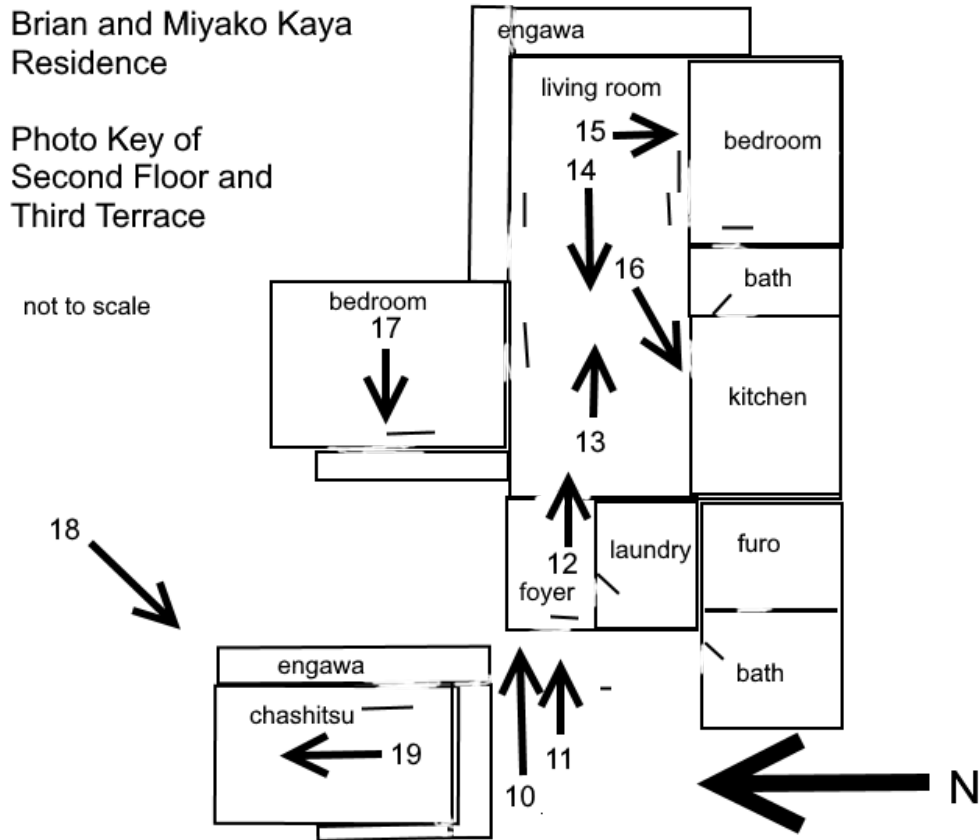 Brian and Miyako Kaya
Residence
Photo Key of
Second Floor and
Third Terrace
not to scale
engawa
living room
15
14
bedroom
16
bath
bedroom
17
kitchen
13
18
12
foyer
laundry
furo
engawa
chashitsu
19
10
11
bath
N